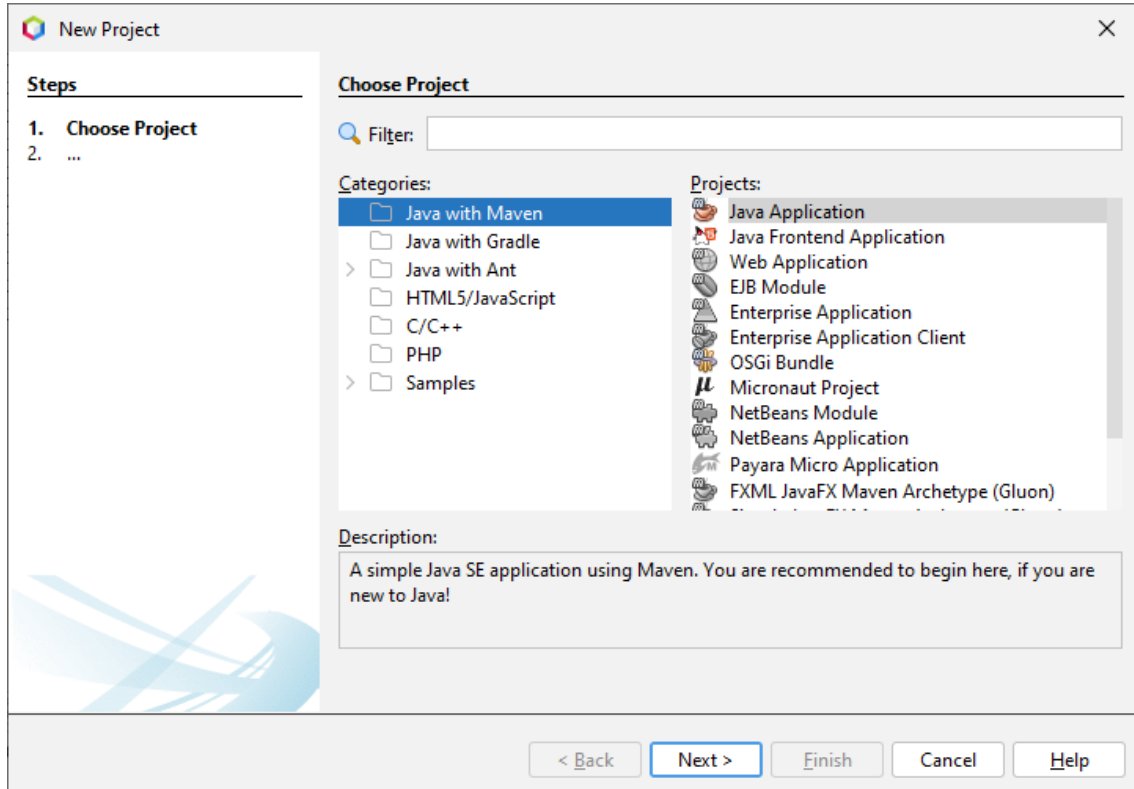 New Project
Steps
1. Choose Project
2. ...
Choose Project
Filter:
Categories:
Java with Maven
Java with Gradle
Java with Ant
HTML5/JavaScript
C/C++
PHP
Samples
Projects:
Java Application
Java Frontend Application
Web Application
EJB Module
Enterprise Application
Enterprise Application Client
OSGi Bundle
Micronaut Project
NetBeans Module
NetBeans Application
Payara Micro Application
FXML JavaFX Maven Archetype (Gluon)
Description:
A simple Java SE application using Maven. You are recommended to begin here, if you are
new to Java!
< Back
Next >
Finish
Cancel
Help